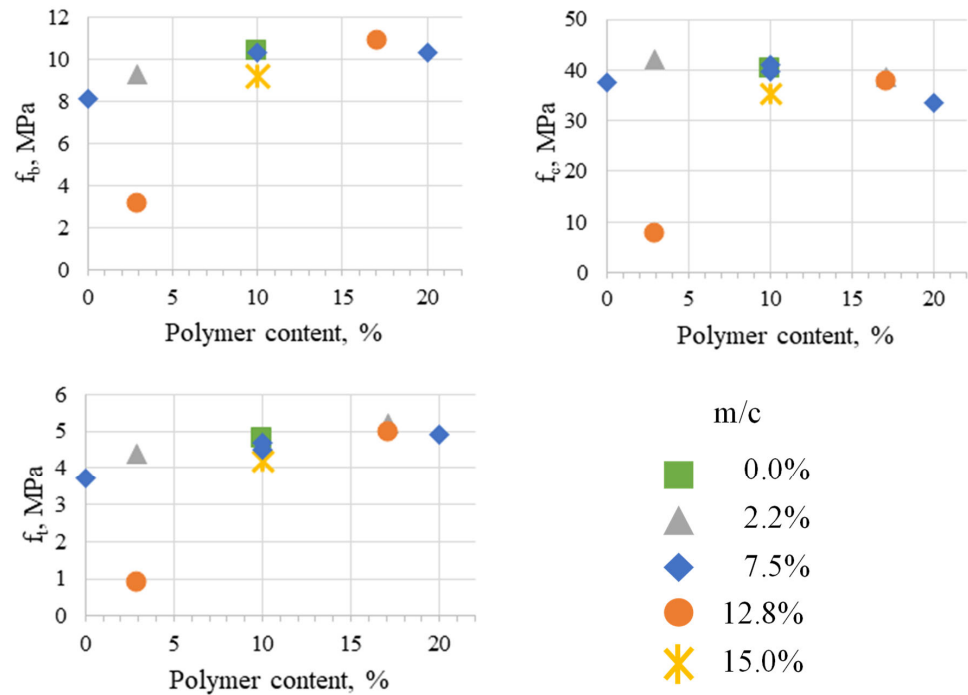 12
10
8
6
4
2
0
f_b, MPa
0 5 10 15 20
Polymer content, %
50
40
30
20
10
0
f_c, MPa
0 5 10 15 20
Polymer content, %
6
5
4
3
2
1
0
f_t, MPa
0 5 10 15 20
Polymer content, %
m/c
0.0%
2.2%
7.5%
12.8%
15.0%